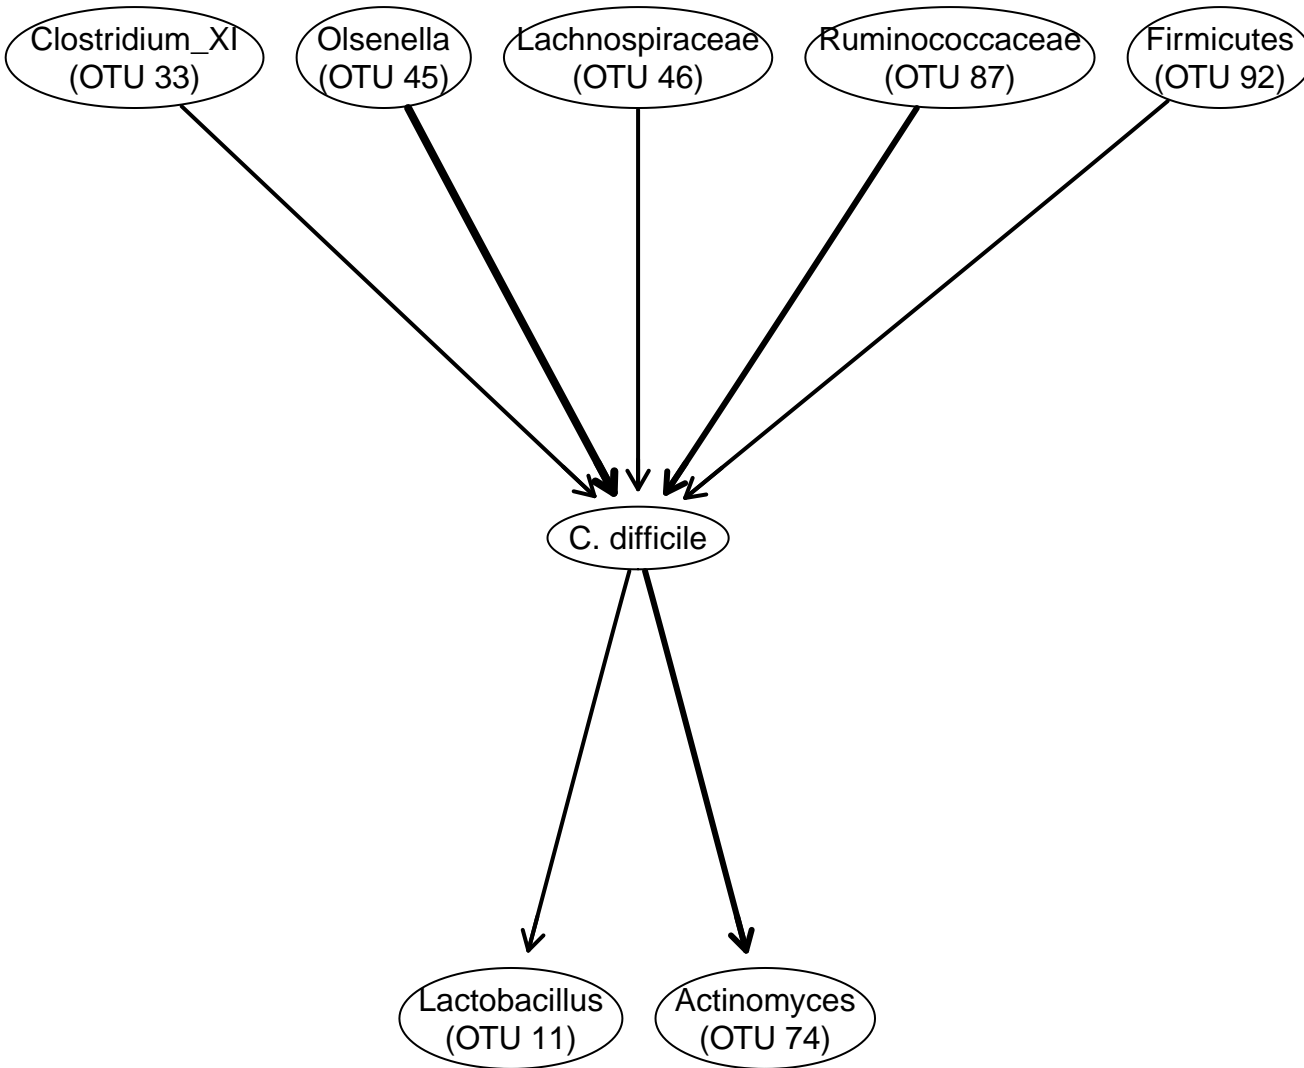 Clostridium_XI
(OTU 33)
Olsenella
(OTU 45)
Lachnospiraceae
(OTU 46)
Ruminococcaceae
(OTU 87)
Firmicutes
(OTU 92)
C. difficile
Lactobacillus
(OTU 11)
Actinomyces
(OTU 74)